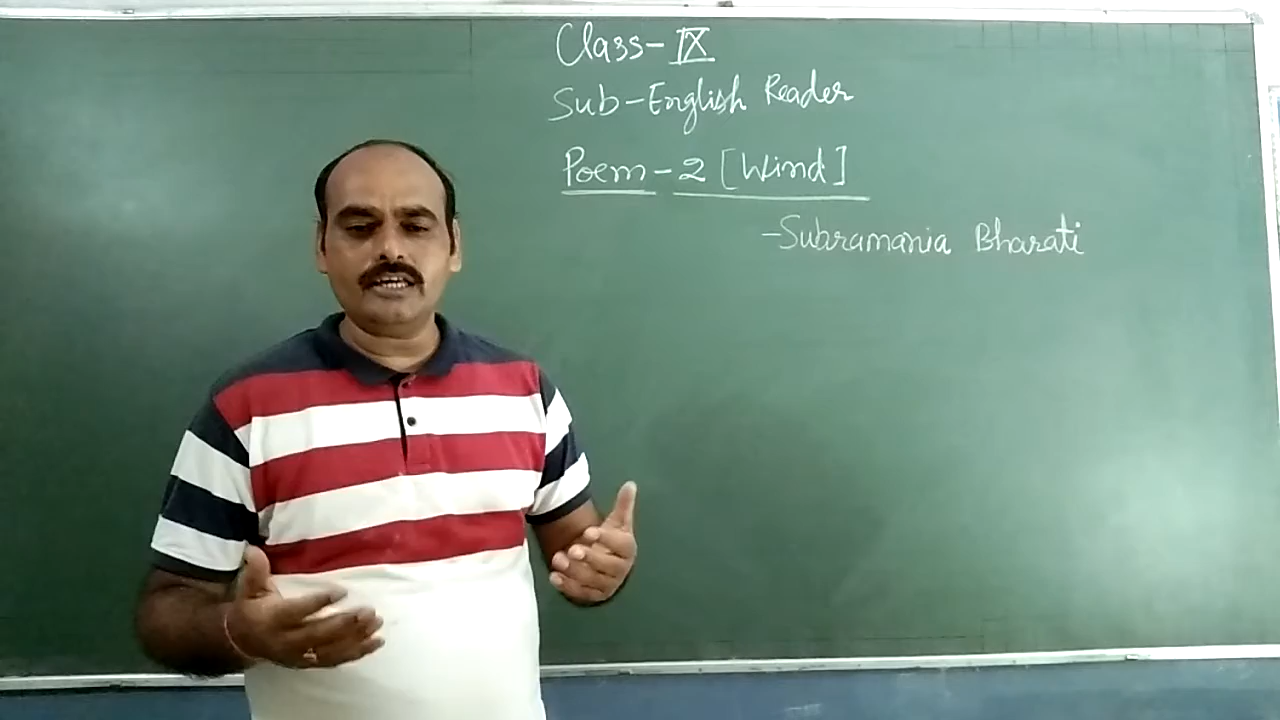 Class-IX
Sub-English Reader
Poem-2 [Wind]
-Subramania Bharati